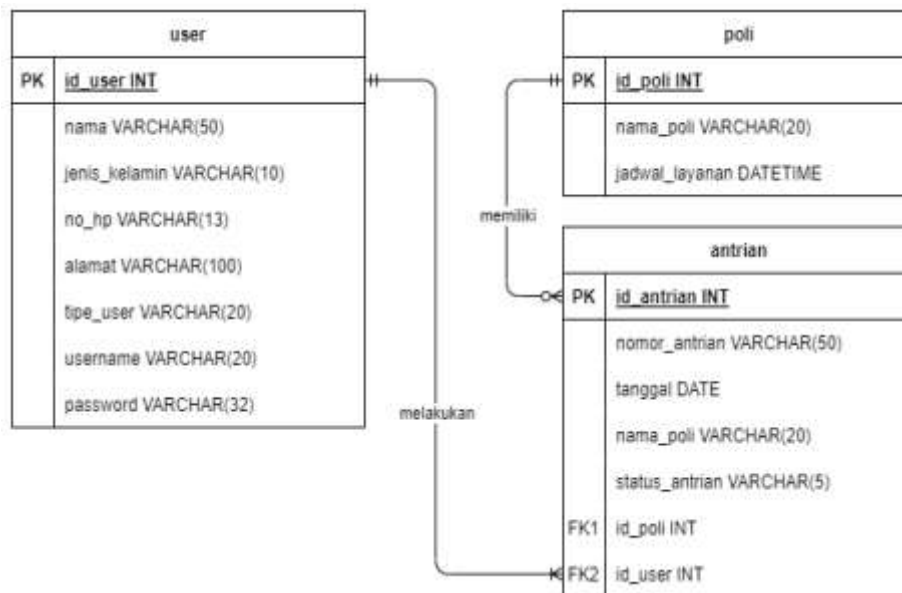 user
PK id_user INT
nama VARCHAR(50)
jenis_kelamin VARCHAR(10)
no_hp VARCHAR(13)
alamat VARCHAR(100)
tipe_user VARCHAR(20)
username VARCHAR(20)
password VARCHAR(32)
melakukan
memiliki
poli
PK id_poli INT
nama_poli VARCHAR(20)
jadwal_layanan DATETIME
antrian
PK id_antrian INT
nomor_antrian VARCHAR(50)
tanggal DATE
nama_poli VARCHAR(20)
status_antrian VARCHAR(5)
FK1 id_poli INT
FK2 id_user INT